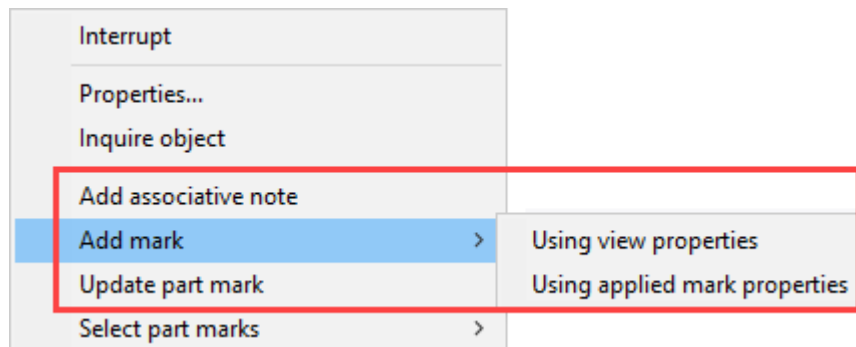 Interrupt
Properties...
Inquire object
Add associative note
Add mark
Using view properties
Update part mark
Using applied mark properties
Select part marks